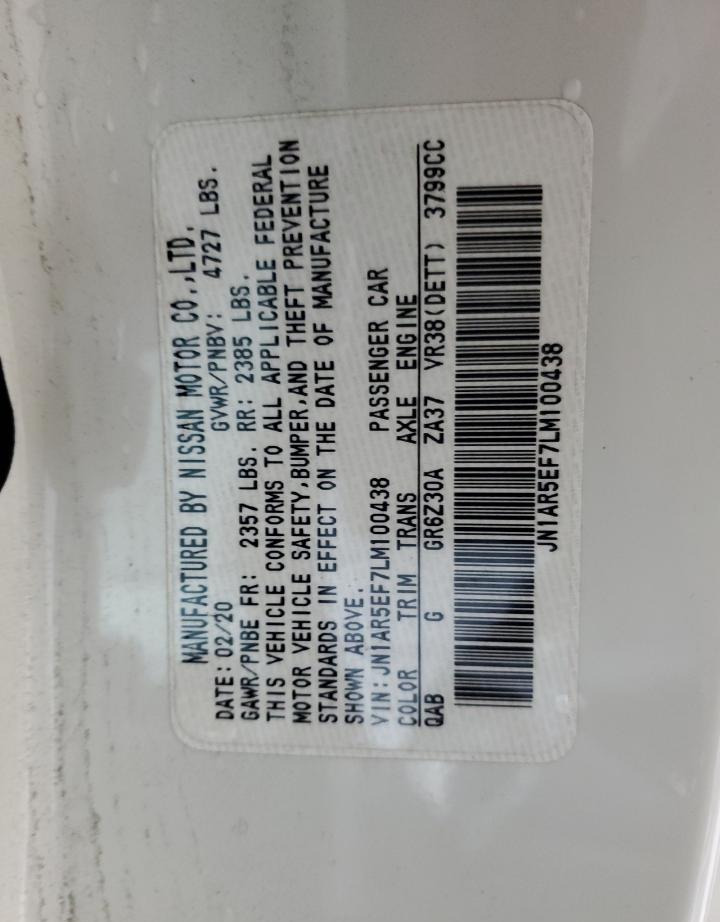 MANUFACTURED BY NISSAN MOTOR CO.,LTD.
DATE: 02/20 GVWR/PNBV: 4727 LBS.
GAWR/PNBE FR: 2357 LBS. RR: 2385 LBS.
THIS VEHICLE CONFORMS TO ALL APPLICABLE FEDERAL
MOTOR VEHICLE SAFETY,BUMPER,AND THEFT PREVENTION
STANDARDS IN EFFECT ON THE DATE OF MANUFACTURE
SHOWN ABOVE.
VIN: JN1AR5EF7LM100438 PASSENGER CAR
COLOR TRIM TRANS AXLE ENGINE
QAB G GR6Z30A ZA37 VR38(DETT) 3799CC
JN1AR5EF7LM100438